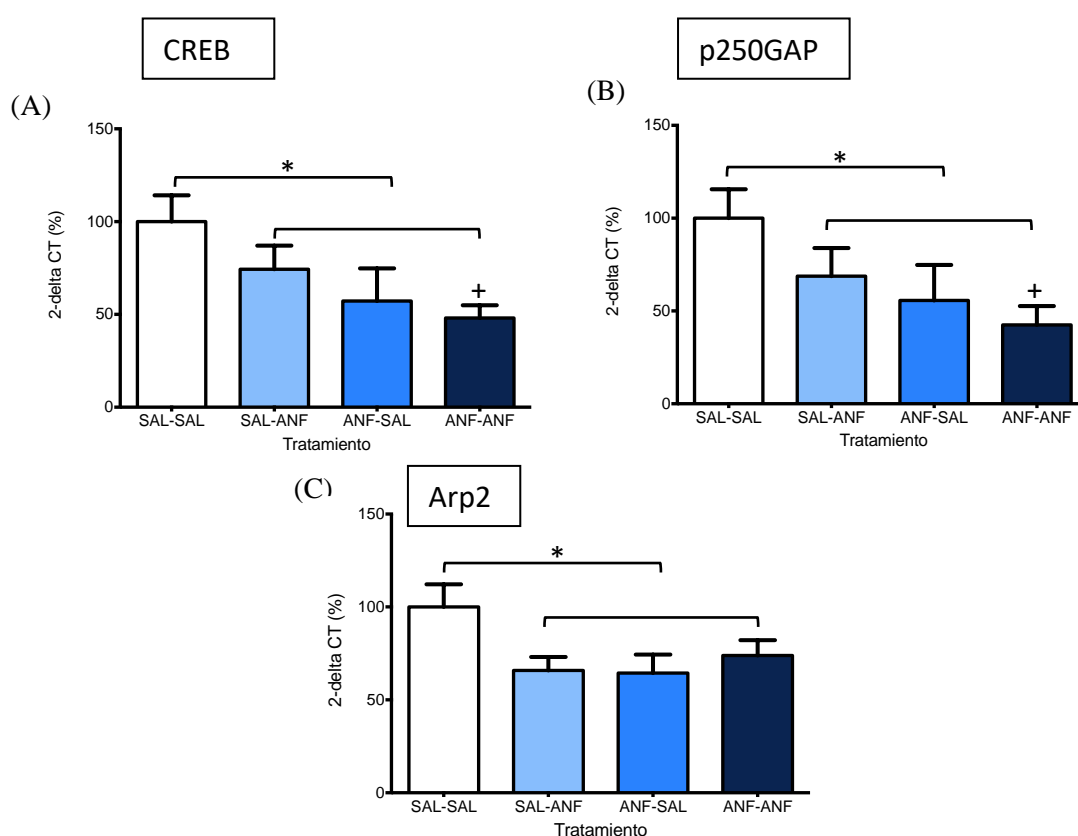 CREB
p250GAP
(A)
(B)
150
100
50
0
2-delta CT (%)
*
+
SAL-SAL
SAL-ANF
ANF-SAL
ANF-ANF
Tratamiento
150
100
50
0
2-delta CT (%)
*
+
SAL-SAL
SAL-ANF
ANF-SAL
ANF-ANF
Tratamiento
(C)
Arp2
150
100
50
0
2-delta CT (%)
*
SAL-SAL
SAL-ANF
ANF-SAL
ANF-ANF
Tratamiento